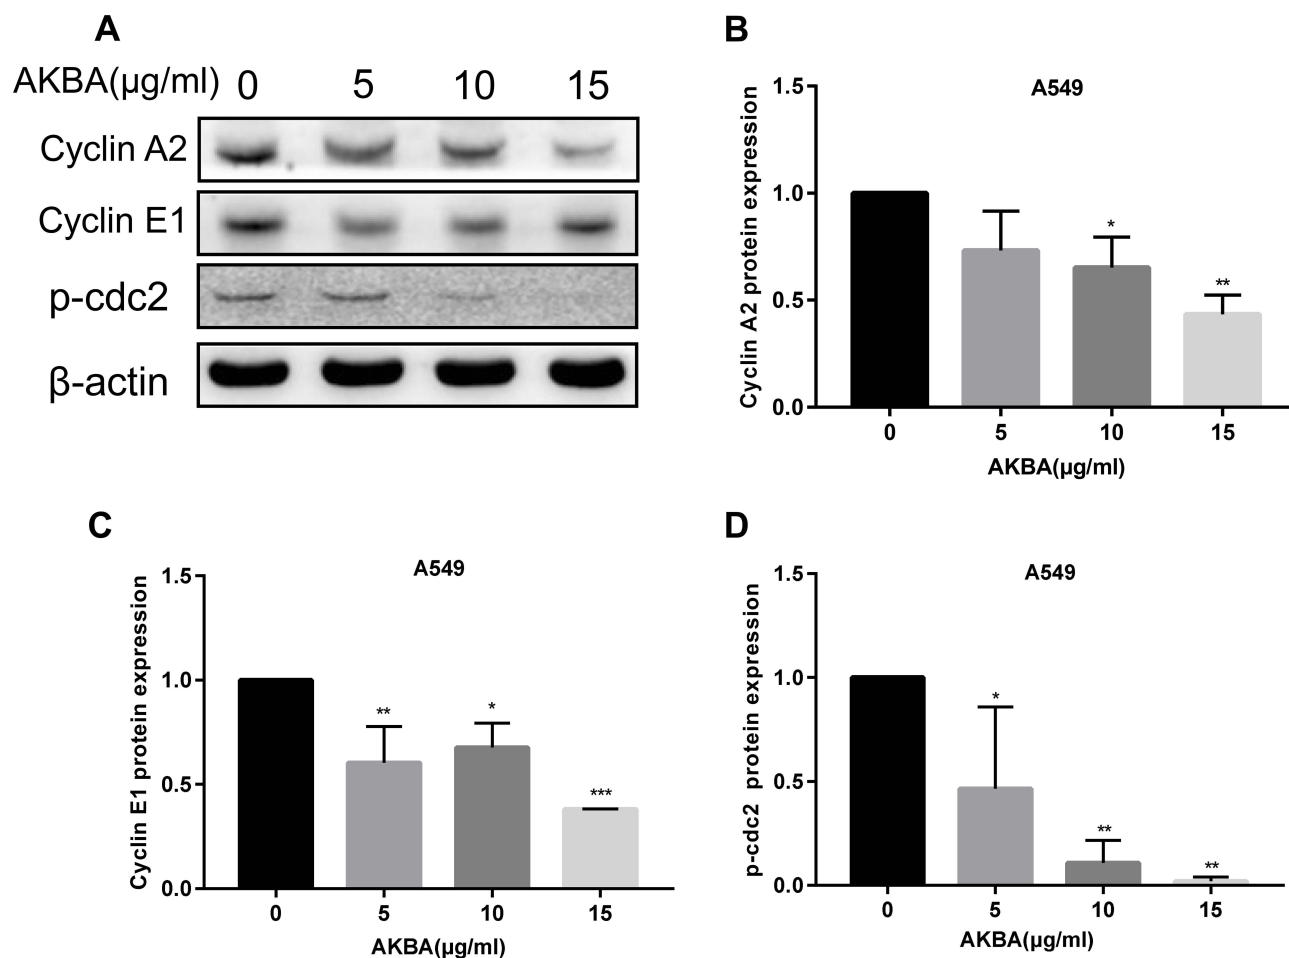 A
AKBA(μg/ml) 0 5 10 15
Cyclin A2
Cyclin E1
p-cdc2
β-actin
B
A549
Cyclin A2 protein expression
1.5
1.0
0.5
0.0
*
**
0 5 10 15
AKBA(μg/ml)
C
A549
Cyclin E1 protein expression
1.5
1.0
0.5
0.0
**
*
***
0 5 10 15
AKBA(μg/ml)
D
A549
p-cdc2 protein expression
1.5
1.0
0.5
0.0
*
**
**
0 5 10 15
AKBA(μg/ml)